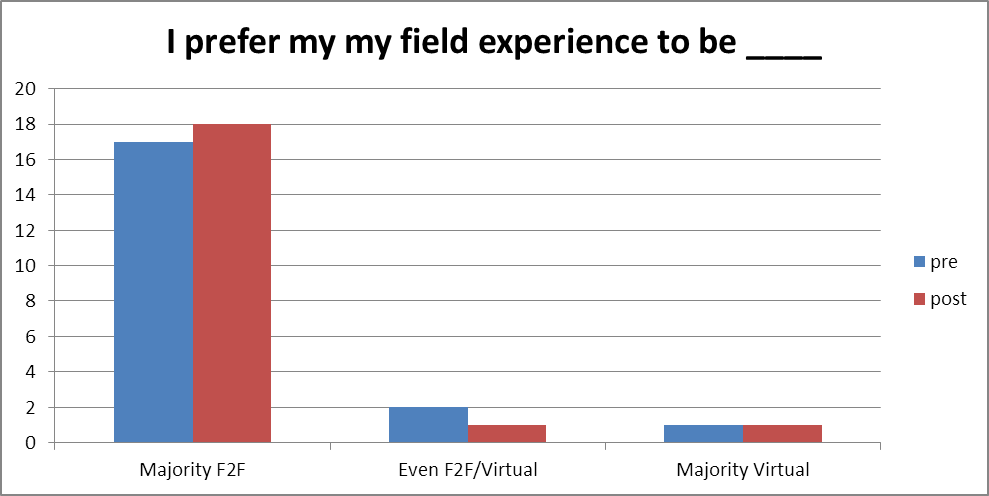 I prefer my my field experience to be ____
20
18
16
14
12
10
8
6
4
2
0
Majority F2F
Even F2F/Virtual
Majority Virtual
pre
post